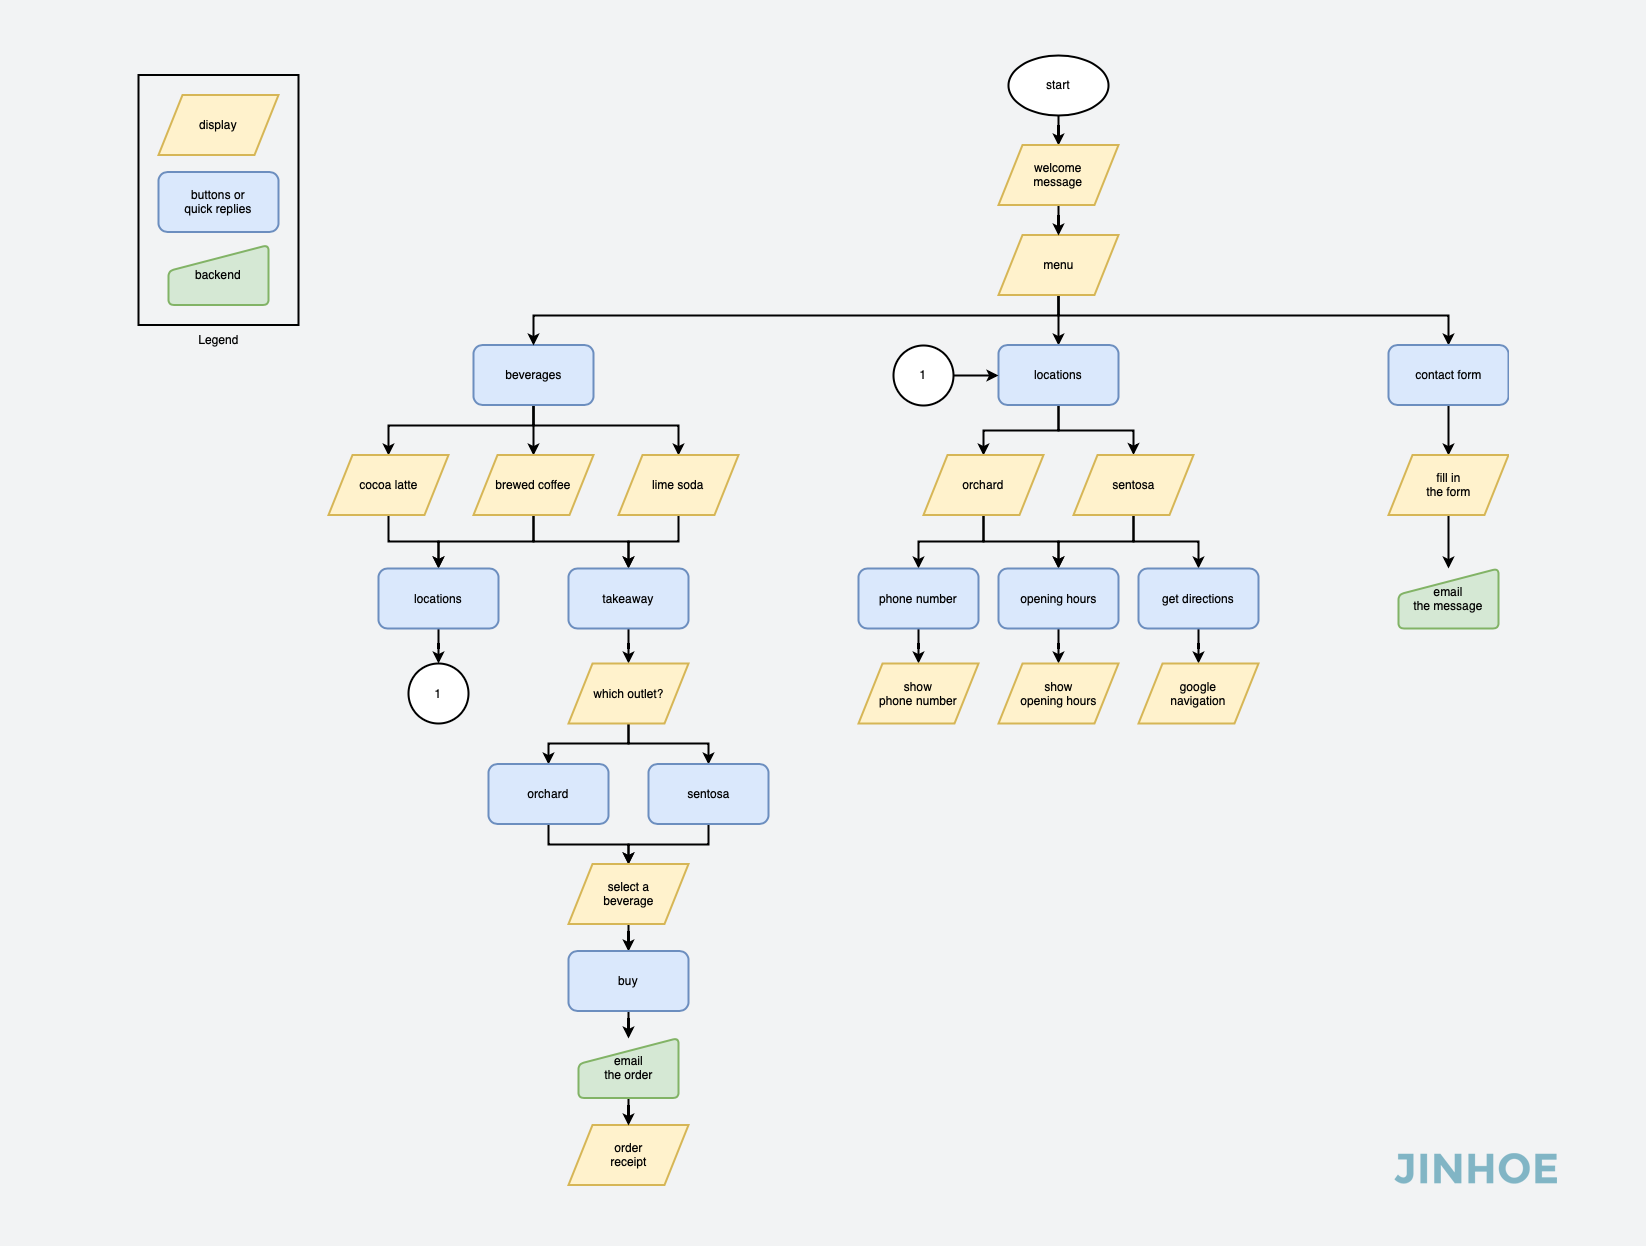 display
buttons or
quick replies
backend
Legend
start
welcome
message
menu
beverages
1
locations
contact form
cocoa latte
brewed coffee
lime soda
orchard
sentosa
fill in
the form
locations
takeaway
phone number
opening hours
get directions
email
the message
1
which outlet?
show
phone number
show
opening hours
google
navigation
orchard
sentosa
select a
beverage
buy
email
the order
order
receipt
JINHOE